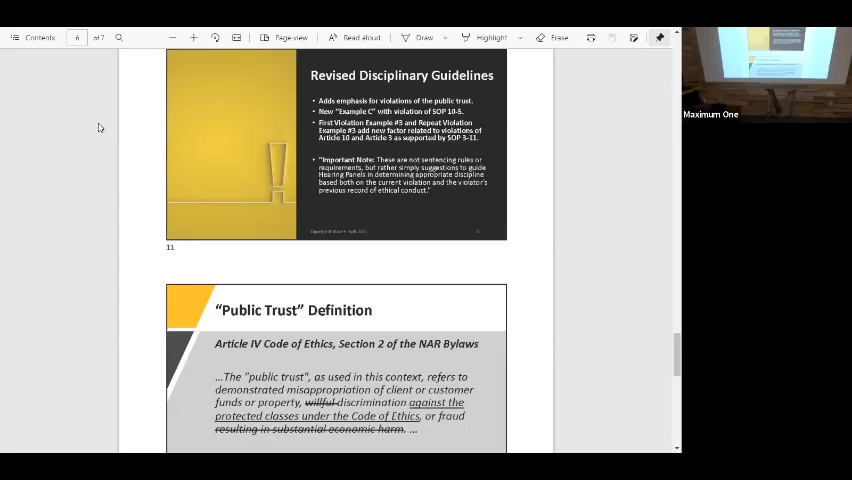 Contents 6 of 7 Page view Read aloud Draw Highlight Erase
Revised Disciplinary Guidelines
• Adds emphasis for violations of the public trust.
• New "Example C" with violation of SOP 10-5.
• First Violation Example #3 and Repeat Violation
Example #3 add new factor related to violations of
Article 10 and Article 3 as supported by SOP 3-11.
• "Important Note: These are not sentencing rules or
requirements, but rather simply suggestions to guide
Hearing Panels in determining appropriate discipline
based both on the current violation and the violator's
previous record of ethical conduct."
11
11
"Public Trust" Definition
Article IV Code of Ethics, Section 2 of the NAR Bylaws
...The "public trust", as used in this context, refers to
demonstrated misappropriation of client or customer
funds or property, willful discrimination against the
protected classes under the Code of Ethics, or fraud
resulting in substantial economic harm. ...
Maximum One